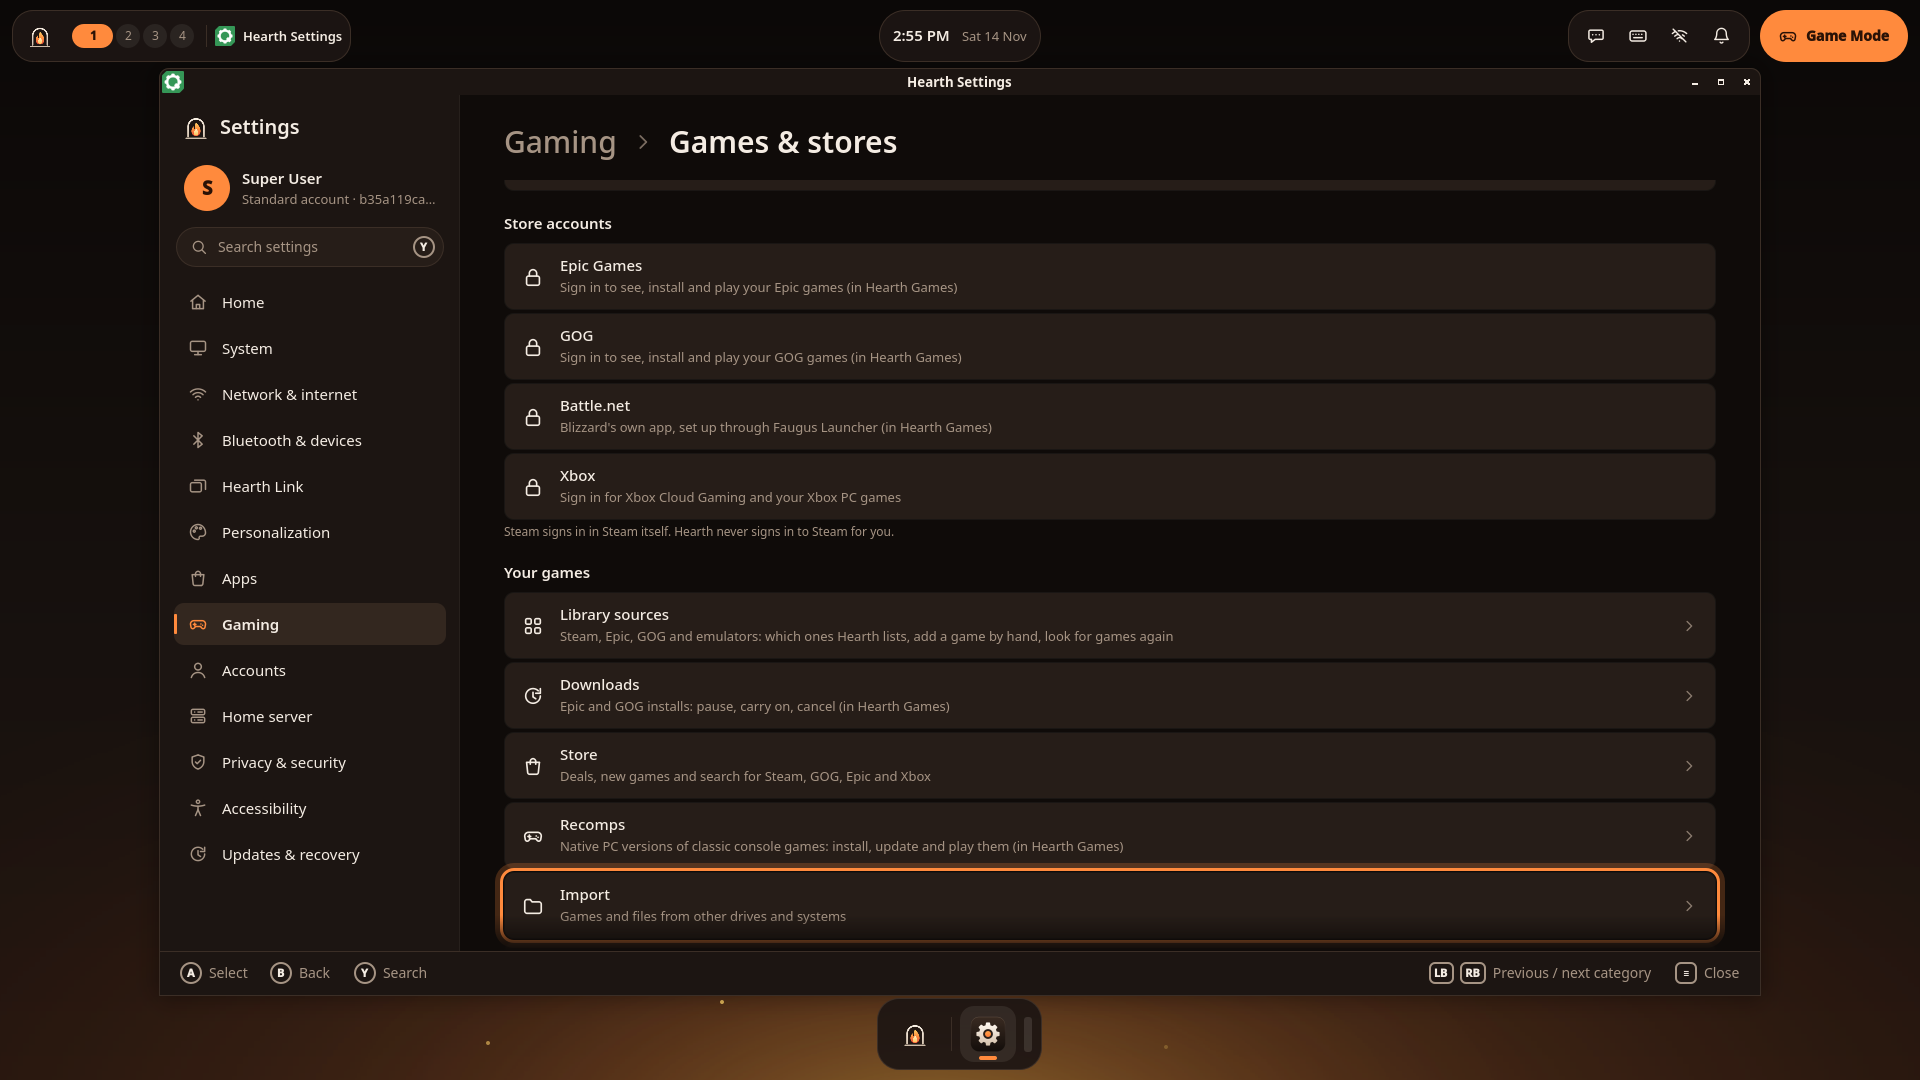 1
2
3
4
Hearth Settings
2:55 PM
Sat 14 Nov
Game Mode
Hearth Settings
Settings
S
Super User
Standard account · b35a119ca...
Search settings
Y
Home
System
Network & internet
Bluetooth & devices
Hearth Link
Personalization
Apps
Gaming
Accounts
Home server
Privacy & security
Accessibility
Updates & recovery
Gaming
Games & stores
Store accounts
Epic Games
Sign in to see, install and play your Epic games (in Hearth Games)
GOG
Sign in to see, install and play your GOG games (in Hearth Games)
Battle.net
Blizzard's own app, set up through Faugus Launcher (in Hearth Games)
Xbox
Sign in for Xbox Cloud Gaming and your Xbox PC games
Steam signs in in Steam itself. Hearth never signs in to Steam for you.
Your games
Library sources
Steam, Epic, GOG and emulators: which ones Hearth lists, add a game by hand, look for games again
Downloads
Epic and GOG installs: pause, carry on, cancel (in Hearth Games)
Store
Deals, new games and search for Steam, GOG, Epic and Xbox
Recomps
Native PC versions of classic console games: install, update and play them (in Hearth Games)
Import
Games and files from other drives and systems
A Select
B Back
Y Search
LB RB Previous / next category
Close